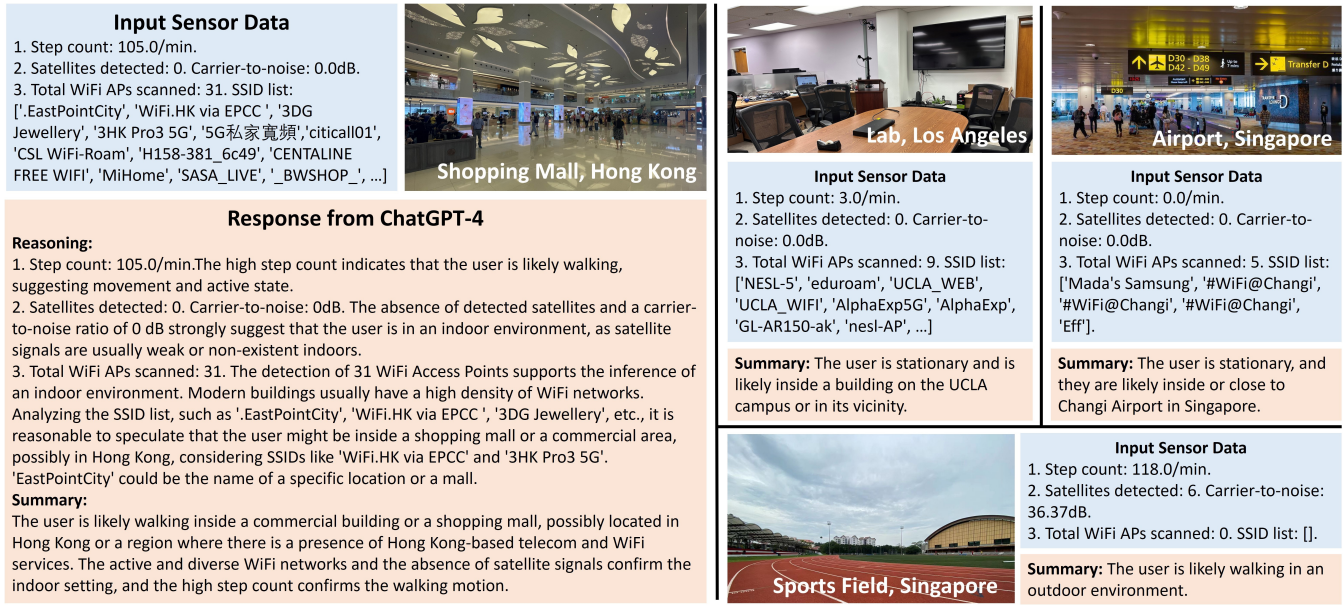 Input Sensor Data
1. Step count: 105.0/min.
2. Satellites detected: 0. Carrier-to-noise: 0.0dB.
3. Total WiFi APs scanned: 31. SSID list:
['.EastPointCity', 'WiFi.HK via EPCC ', '3DG
Jewellery', '3HK Pro3 5G', '5G私家寬頻','citicall01',
'CSL WiFi-Roam', 'H158-381_6c49', 'CENTALINE
FREE WIFI', 'MiHome', 'SASA_LIVE', '_BWSHOP_', ...]
Shopping Mall, Hong Kong
Response from ChatGPT-4
Reasoning:
1. Step count: 105.0/min.The high step count indicates that the user is likely walking,
suggesting movement and active state.
2. Satellites detected: 0. Carrier-to-noise: 0dB. The absence of detected satellites and a carrier-
to-noise ratio of 0 dB strongly suggest that the user is in an indoor environment, as satellite
signals are usually weak or non-existent indoors.
3. Total WiFi APs scanned: 31. The detection of 31 WiFi Access Points supports the inference of
an indoor environment. Modern buildings usually have a high density of WiFi networks.
Analyzing the SSID list, such as '.EastPointCity', 'WiFi.HK via EPCC ', '3DG Jewellery', etc., it is
reasonable to speculate that the user might be inside a shopping mall or a commercial area,
possibly in Hong Kong, considering SSIDs like 'WiFi.HK via EPCC' and '3HK Pro3 5G'.
'EastPointCity' could be the name of a specific location or a mall.
Summary:
The user is likely walking inside a commercial building or a shopping mall, possibly located in
Hong Kong or a region where there is a presence of Hong Kong-based telecom and WiFi
services. The active and diverse WiFi networks and the absence of satellite signals confirm the
indoor setting, and the high step count confirms the walking motion.
Lab, Los Angeles
Input Sensor Data
1. Step count: 3.0/min.
2. Satellites detected: 0. Carrier-to-
noise: 0.0dB.
3. Total WiFi APs scanned: 9. SSID list:
['NESL-5', 'eduroam', 'UCLA_WEB',
'UCLA_WIFI', 'AlphaExp5G', 'AlphaExp',
'GL-AR150-ak', 'nesl-AP', ...]
Summary: The user is stationary and is
likely inside a building on the UCLA
campus or in its vicinity.
D30 - D38
D42 - D49
Transfer D
D30
Airport, Singapore
Input Sensor Data
1. Step count: 0.0/min.
2. Satellites detected: 0. Carrier-to-
noise: 0.0dB.
3. Total WiFi APs scanned: 5. SSID list:
['Mada's Samsung', '#WiFi@Changi',
'#WiFi@Changi', '#WiFi@Changi',
'Eff'].
Summary: The user is stationary, and
they are likely inside or close to
Changi Airport in Singapore.
Sports Field, Singapore
Input Sensor Data
1. Step count: 118.0/min.
2. Satellites detected: 6. Carrier-to-noise:
36.37dB.
3. Total WiFi APs scanned: 0. SSID list: [].
Summary: The user is likely walking in an
outdoor environment.